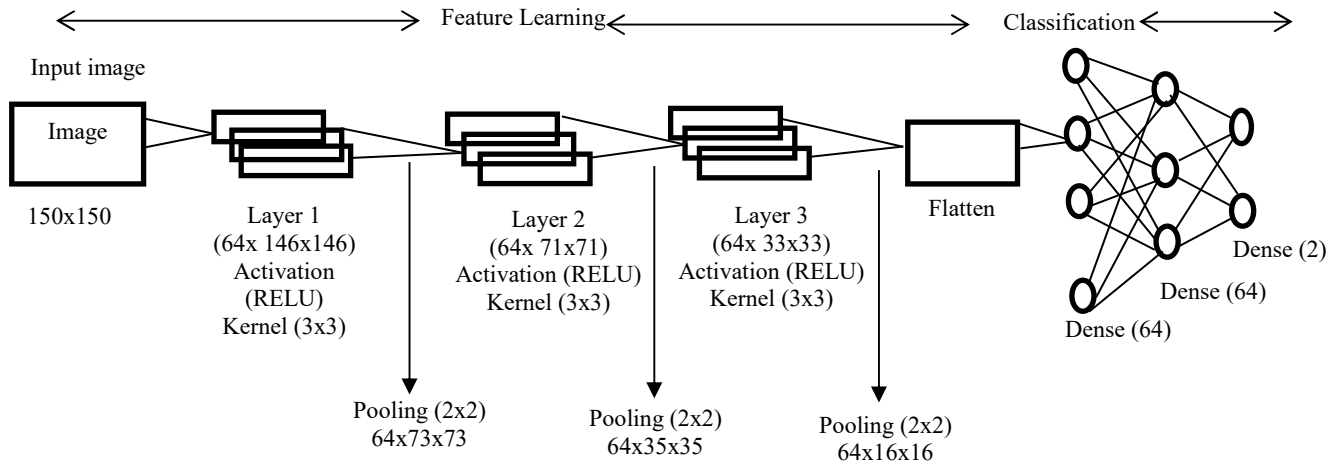 Feature Learning
Classification
Input image
Image
150x150
Layer 1
(64x 146x146)
Activation
(RELU)
Kernel (3x3)
Layer 2
(64x 71x71)
Activation (RELU)
Kernel (3x3)
Layer 3
(64x 33x33)
Activation (RELU)
Kernel (3x3)
Flatten
Dense (2)
Dense (64)
Dense (64)
Pooling (2x2)
64x73x73
Pooling (2x2)
64x35x35
Pooling (2x2)
64x16x16